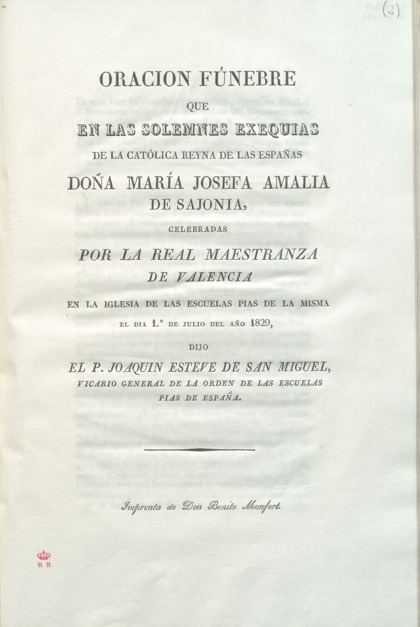 (2)
ORACION FÚNEBRE
QUE
EN LAS SOLEMNES EXEQUIAS
DE LA CATÓLICA REYNA DE LAS ESPAÑAS
DOÑA MARÍA JOSEFA AMALIA
DE SAJONIA,
CELEBRADAS
POR LA REAL MAESTRANZA
DE VALENCIA
EN LA IGLESIA DE LAS ESCUELAS PIAS DE LA MISMA
EL DIA 1.º DE JULIO DEL AÑO 1829,
DIJO
EL P. JOAQUIN ESTEVE DE SAN MIGUEL,
VICARIO GENERAL DE LA ORDEN DE LAS ESCUELAS
PIAS DE ESPAÑA.
Imprenta de Don Benito Monfort.
R B